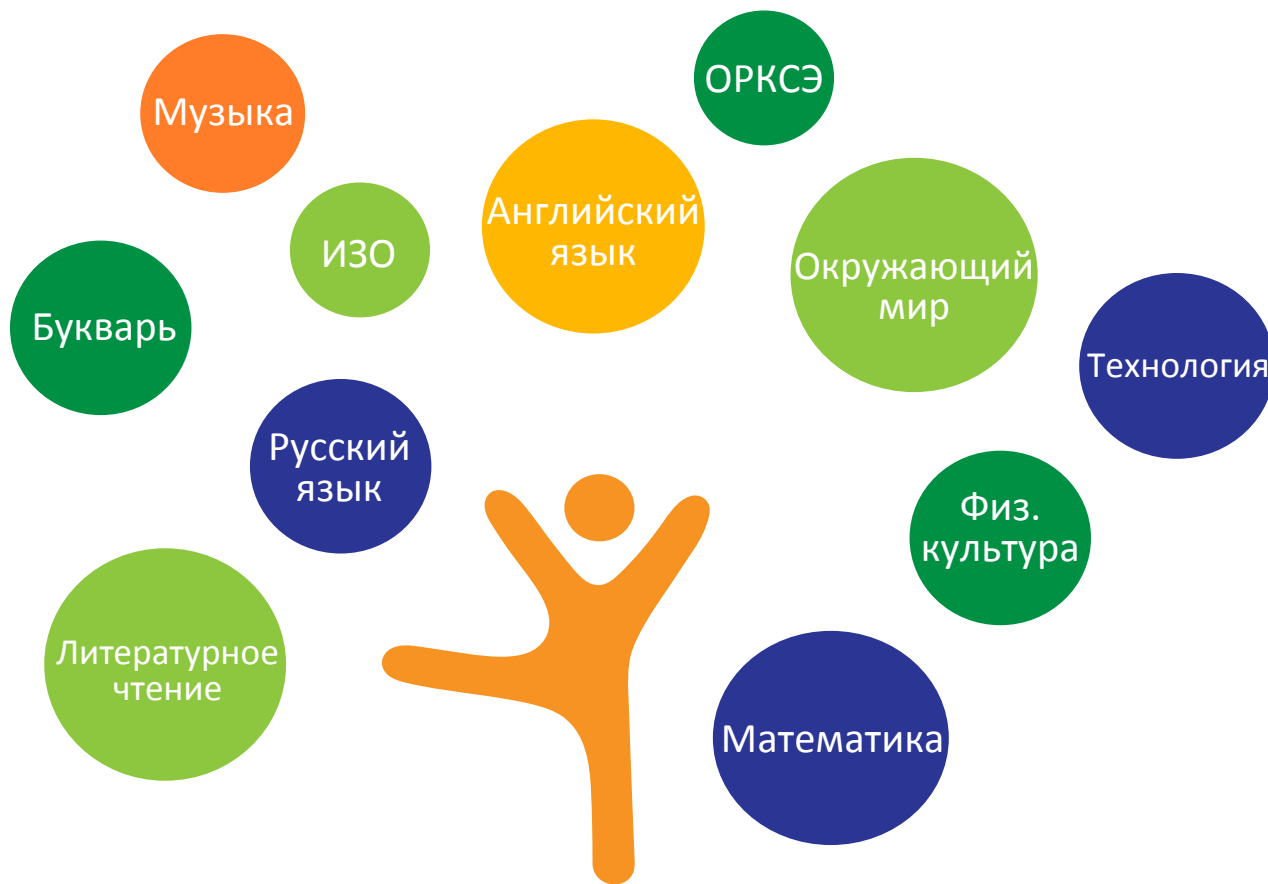 ОРКСЭ
Музыка
Английский
язык
ИЗО
Окружающий
мир
Букварь
Технология
Русский
язык
Физ.
культура
Литературное
чтение
Математика